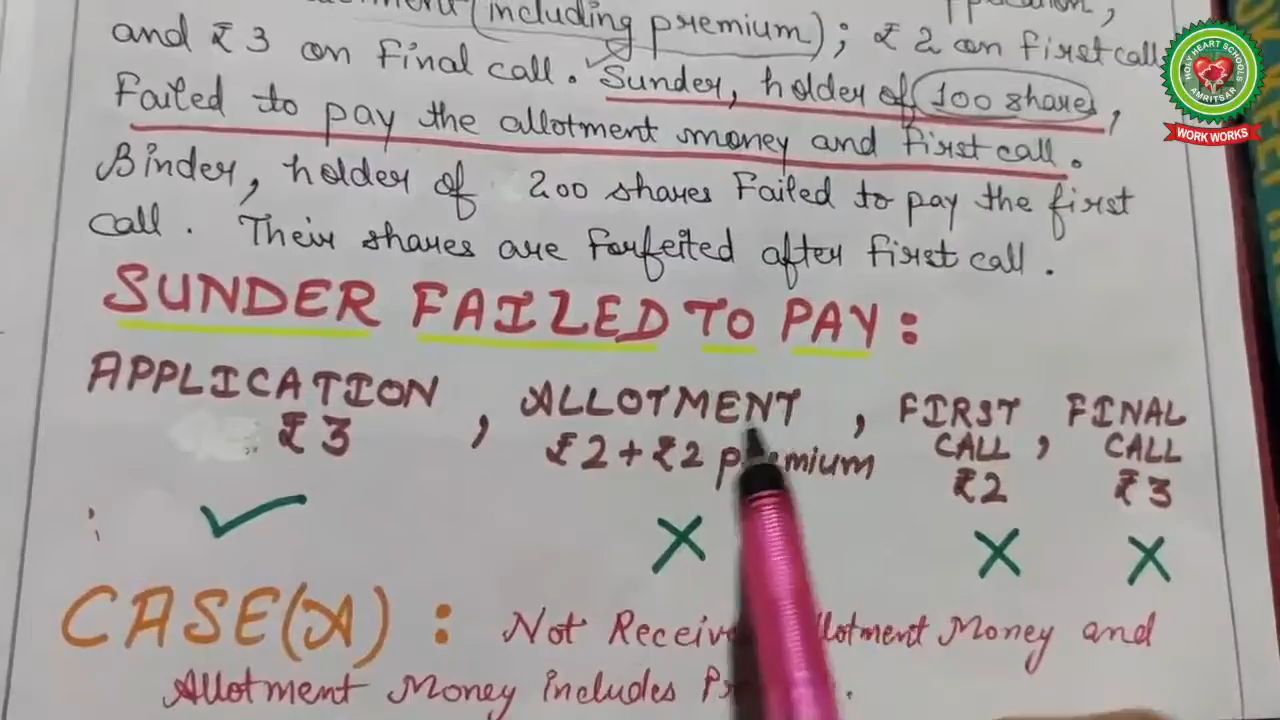 (including premium); ₹ 2 on first call
and ₹ 3 on Final call. Sunder, holder of 100 shares,
Failed to pay the allotment money and first call.
Binder, holder of 200 shares Failed to pay the first
call. Their shares are forfeited after first call.
SUNDER FAILED TO PAY:
APPLICATION , ALLOTMENT , FIRST CALL , FINAL CALL
₹ 3 ₹ 2 + ₹ 2 premium ₹ 2 ₹ 3
CASE(A) : Not Allotment Money and
Allotment Money includes
HOLY HEART SCHOOLS
AMRITSAR
WORK WORKS